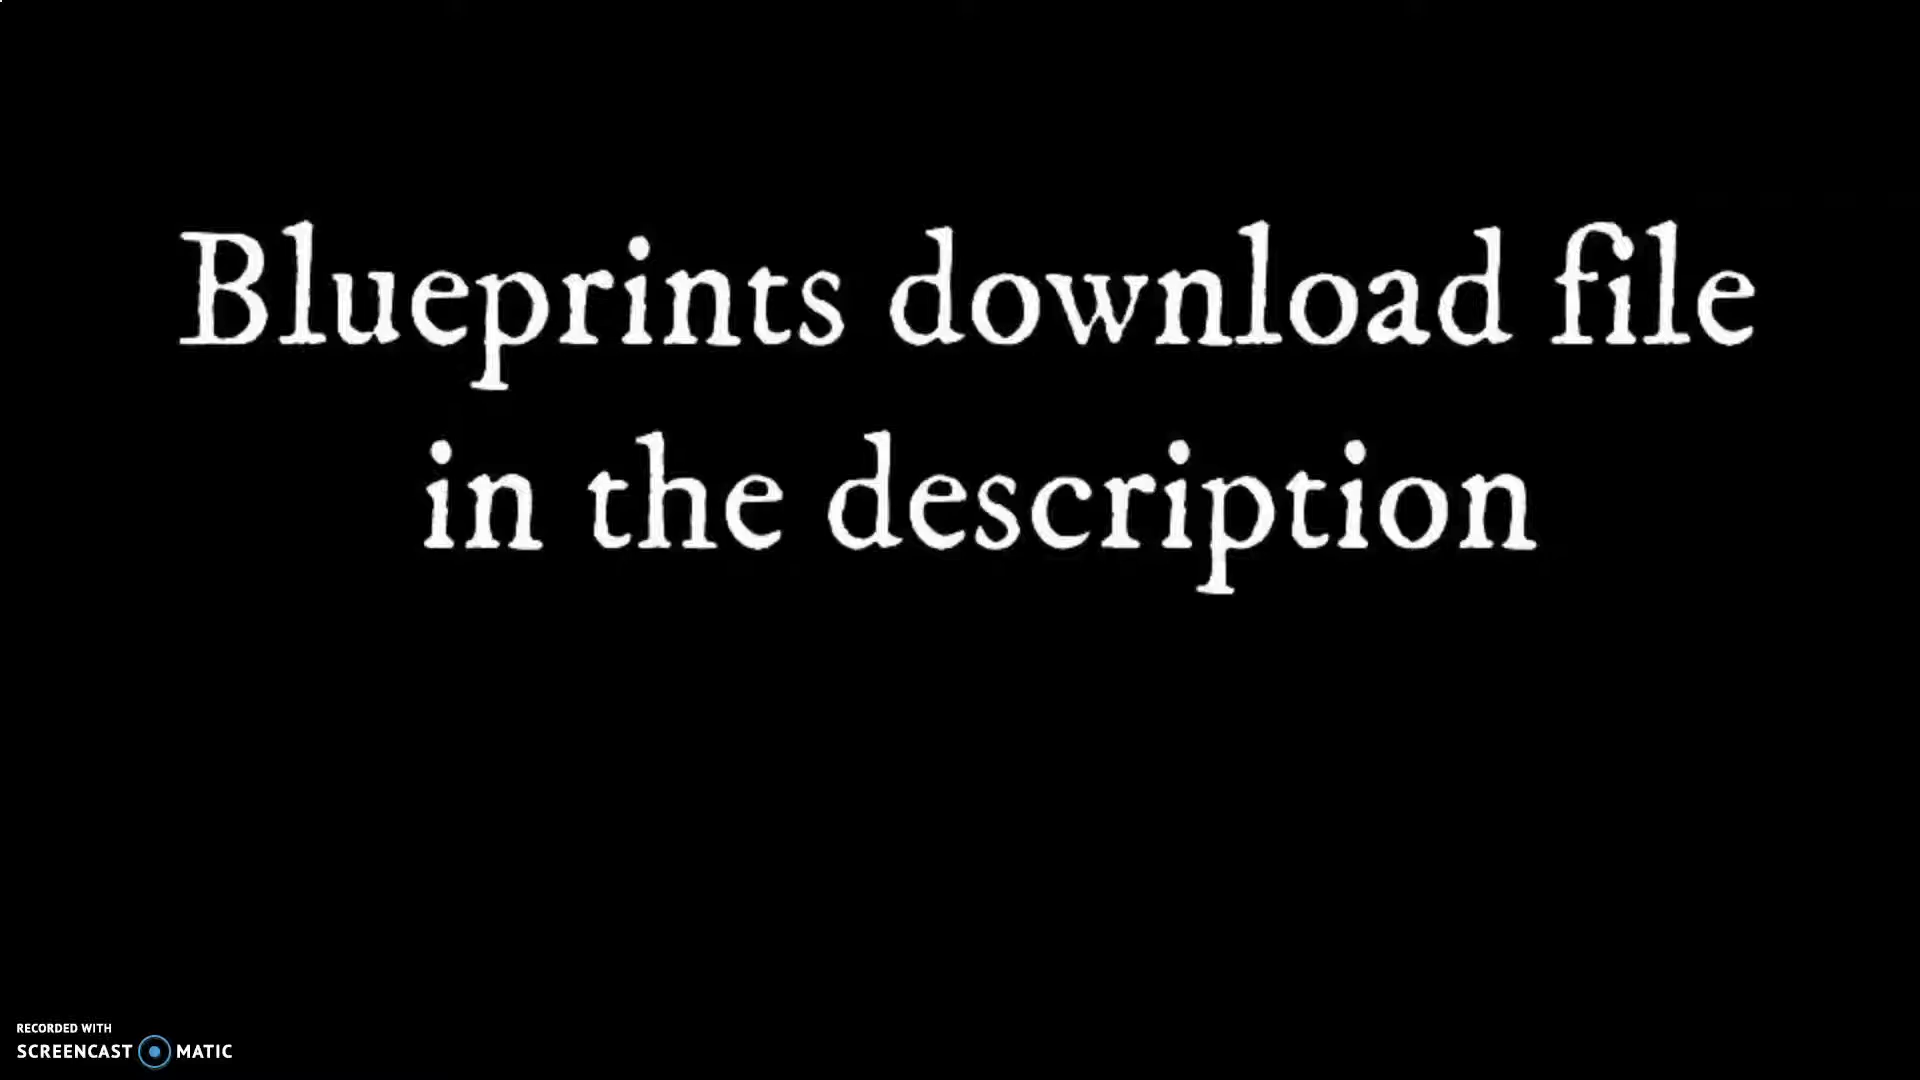 Blueprints download file
in the description
RECORDED WITH
SCREENCAST MATIC